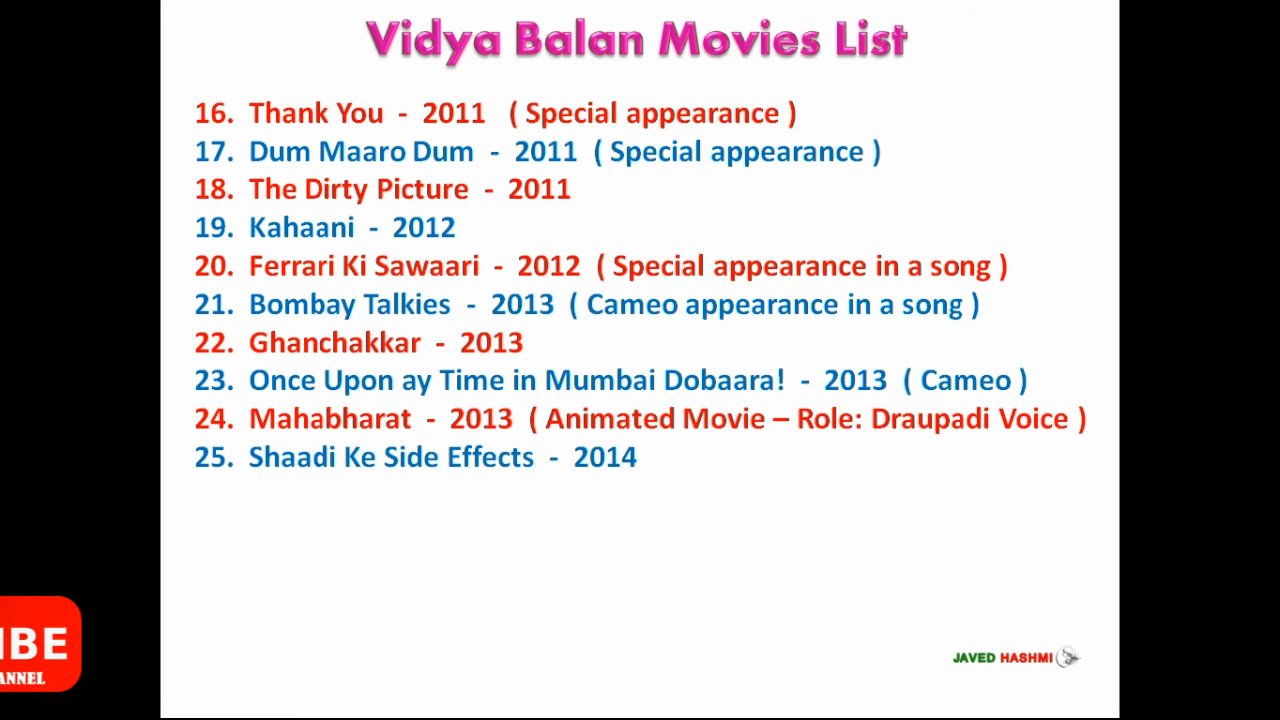 Vidya Balan Movies List
16. Thank You - 2011 ( Special appearance )
17. Dum Maaro Dum - 2011 ( Special appearance )
18. The Dirty Picture - 2011
19. Kahaani - 2012
20. Ferrari Ki Sawaari - 2012 ( Special appearance in a song )
21. Bombay Talkies - 2013 ( Cameo appearance in a song )
22. Ghanchakkar - 2013
23. Once Upon ay Time in Mumbai Dobaara! - 2013 ( Cameo )
24. Mahabharat - 2013 ( Animated Movie – Role: Draupadi Voice )
25. Shaadi Ke Side Effects - 2014
IBE
ANNEL
JAVED HASHMI